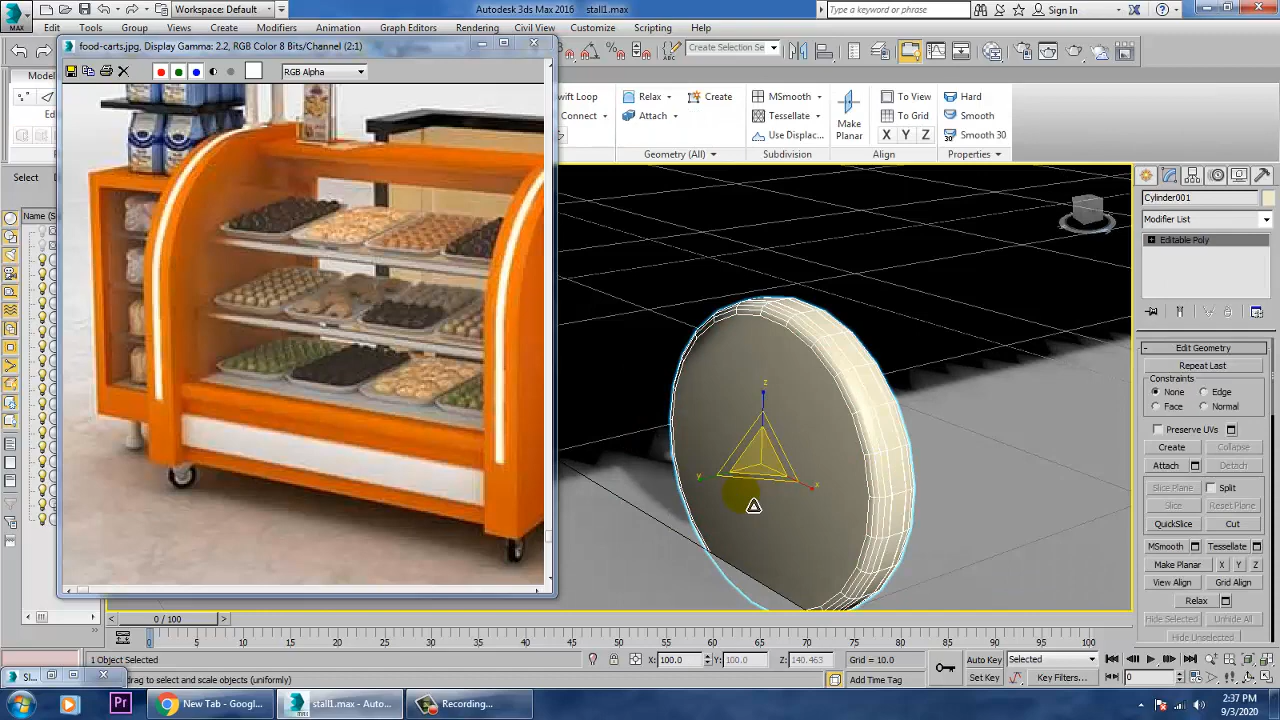 Workspace: Default
Autodesk 3ds Max 2016 stall1.max
Type a keyword or phrase
Sign In
MAX
Edit Tools Group Views Create Modifiers Animation Graph Editors Rendering Civil View Customize Scripting Help
food-carts.jpg, Display Gamma: 2.2, RGB Color 8 Bits/Channel (2:1)
Create Selection Se
RGB Alpha
Swift Loop Relax Create MSmooth To View Hard
Connect Attach Tessellate Make Planar To Grid Smooth
Use Displac... X Y Z Smooth 30
Geometry (All) Subdivision Align Properties
Select
Name (S
Cylinder001
Modifier List
Editable Poly
Edit Geometry
Repeat Last
Constraints
None Edge
Face Normal
Preserve UVs
Create Collapse
Attach Detach
Slice Plane Split
Slice Reset Plane
QuickSlice Cut
MSmooth Tessellate
Make Planar X Y Z
View Align Grid Align
Relax
Hide Selected Unhide All
Hide Unselected
z
y x
0 / 100
0 5 10 15 20 25 30 35 40 45 50 55 60 65 70 75 80 85 90 95 100
1 Object Selected X: 100.0 Y: 100.0 Z: 140.463 Grid = 10.0 Auto Key Selected
drag to select and scale objects (uniformly) Add Time Tag Set Key Key Filters... 0
New Tab - Googl... stall1.max - Auto... Recording...
2:37 PM
9/3/2020